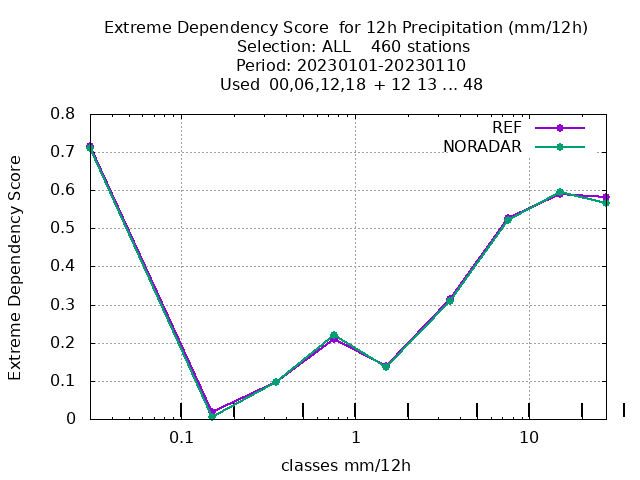 Extreme Dependency Score  for 12h Precipitation (mm/12h)
Selection: ALL    460 stations
Period: 20230101-20230110
Used  00,06,12,18  + 12 13 ... 48
REF
NORADAR
Extreme Dependency Score
0.8
0.7
0.6
0.5
0.4
0.3
0.2
0.1
0
0.1 1 10
classes mm/12h